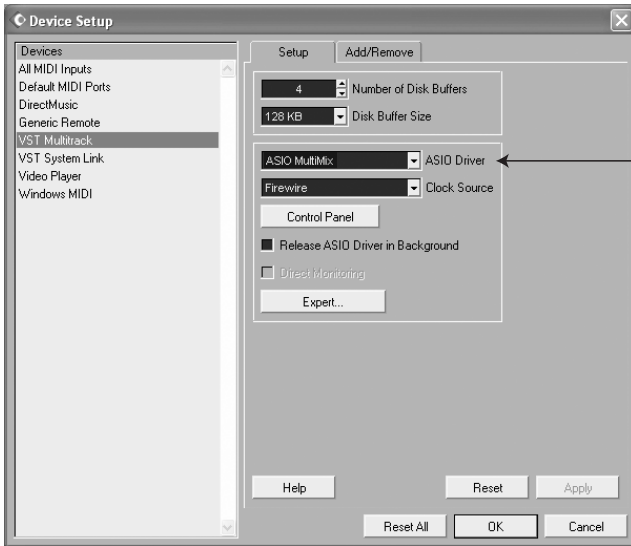 Device Setup
Devices
All MIDI Inputs
Default MIDI Ports
DirectMusic
Generic Remote
VST Multitrack
VST System Link
Video Player
Windows MIDI
Setup
Add/Remove
4 Number of Disk Buffers
128 KB Disk Buffer Size
ASIO MultiMix ASIO Driver
Firewire Clock Source
Control Panel
Release ASIO Driver in Background
Direct Monitoring
Expert...
Help
Reset
Apply
Reset All
OK
Cancel